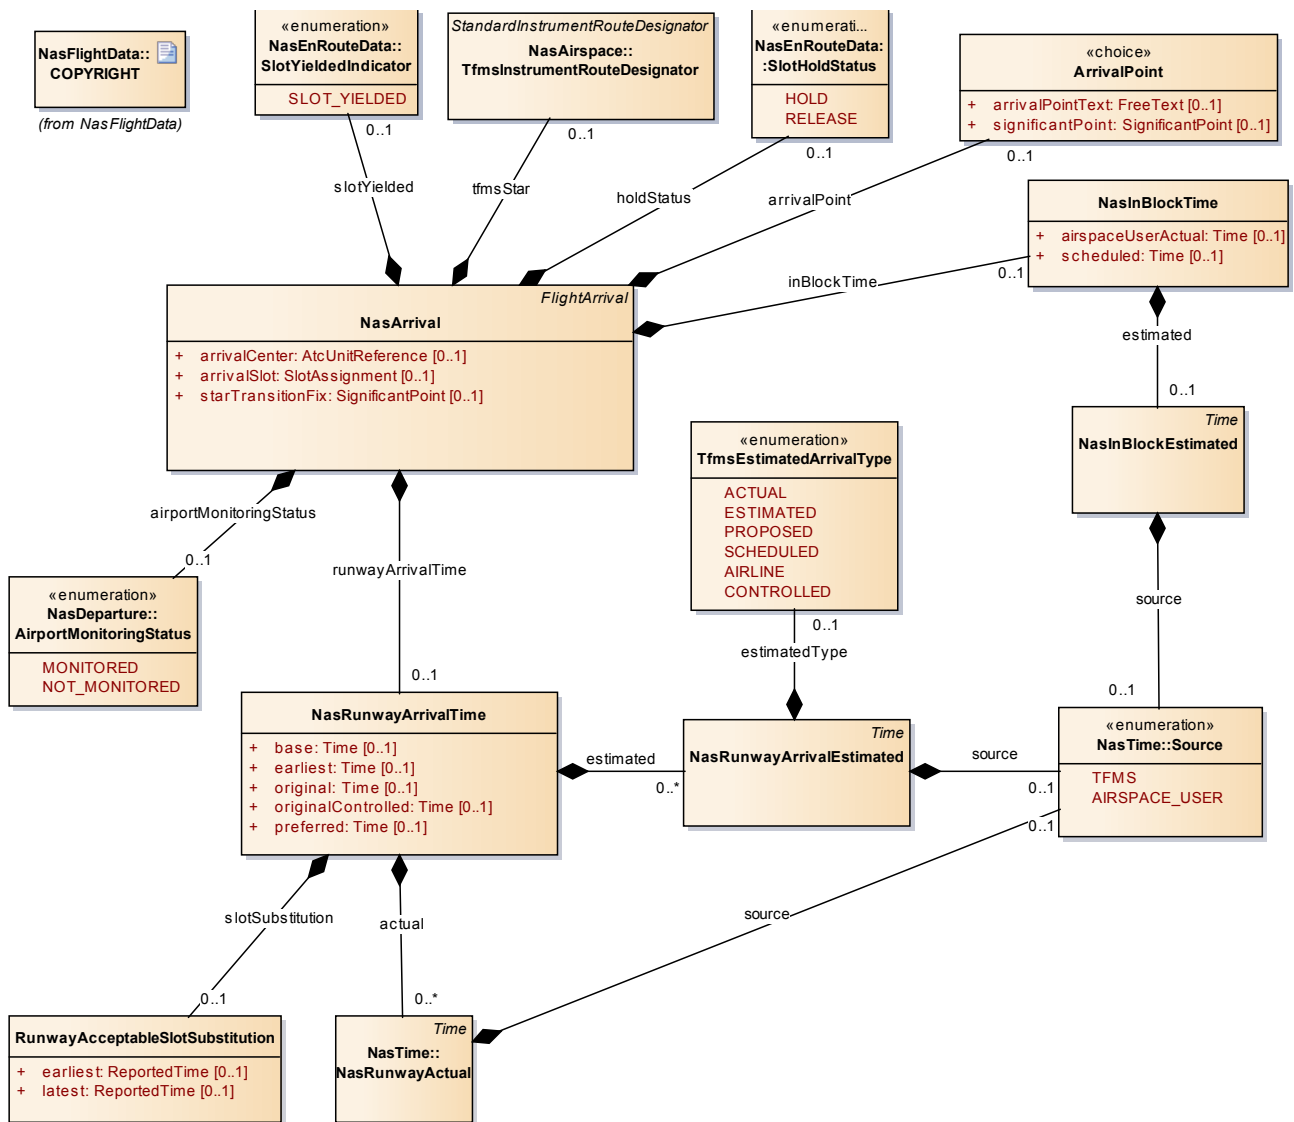 NasFlightData::
COPYRIGHT
(from NasFlightData)
«enumeration»
NasEnRouteData::
SlotYieldedIndicator
SLOT_YIELDED
0..1
slotYielded
StandardInstrumentRouteDesignator
NasAirspace::
TfmsInstrumentRouteDesignator
0..1
tfmsStar
«enumerati...
NasEnRouteData:
:SlotHoldStatus
HOLD
RELEASE
0..1
holdStatus
«choice»
ArrivalPoint
+ arrivalPointText: FreeText [0..1]
+ significantPoint: SignificantPoint [0..1]
0..1
arrivalPoint
NasInBlockTime
+ airspaceUserActual: Time [0..1]
+ scheduled: Time [0..1]
0..1
inBlockTime
estimated
0..1
FlightArrival
NasArrival
+ arrivalCenter: AtcUnitReference [0..1]
+ arrivalSlot: SlotAssignment [0..1]
+ starTransitionFix: SignificantPoint [0..1]
Time
NasInBlockEstimated
source
0..1
«enumeration»
TfmsEstimatedArrivalType
ACTUAL
ESTIMATED
PROPOSED
SCHEDULED
AIRLINE
CONTROLLED
0..1
estimatedType
airportMonitoringStatus
0..1
runwayArrivalTime
0..1
«enumeration»
NasDeparture::
AirportMonitoringStatus
MONITORED
NOT_MONITORED
NasRunwayArrivalTime
+ base: Time [0..1]
+ earliest: Time [0..1]
+ original: Time [0..1]
+ originalControlled: Time [0..1]
+ preferred: Time [0..1]
estimated
0..*
Time
NasRunwayArrivalEstimated
source
0..1
«enumeration»
NasTime::Source
TFMS
AIRSPACE_USER
0..1
source
slotSubstitution
0..1
actual
0..*
RunwayAcceptableSlotSubstitution
+ earliest: ReportedTime [0..1]
+ latest: ReportedTime [0..1]
Time
NasTime::
NasRunwayActual